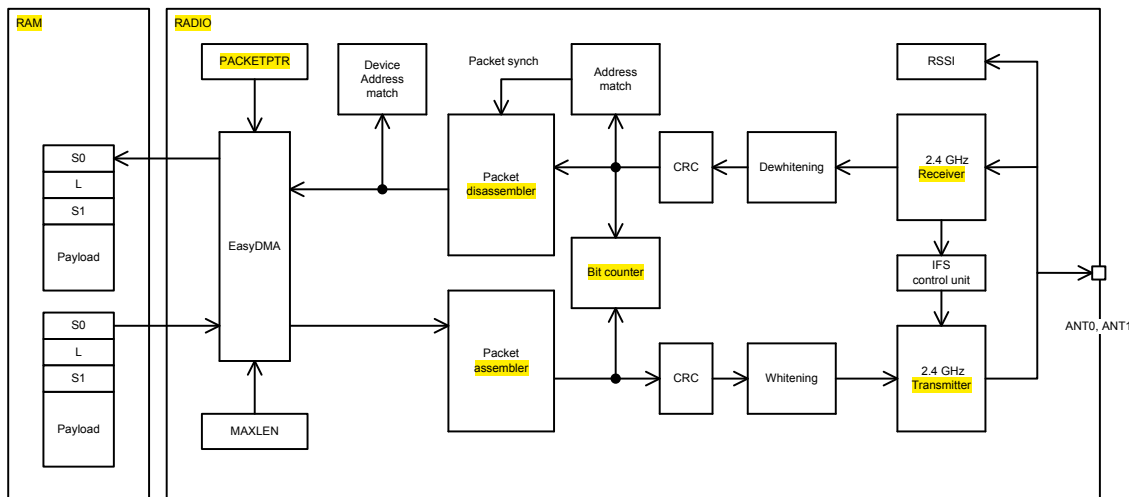 RAM
RADIO
PACKETPTR
Device
Address
match
Packet synch
Address
match
RSSI
S0
L
S1
Payload
EasyDMA
Packet
disassembler
CRC
Dewhitening
2.4 GHz
Receiver
Bit counter
IFS
control unit
ANT0, ANT1
S0
L
S1
Payload
MAXLEN
Packet
assembler
CRC
Whitening
2.4 GHz
Transmitter